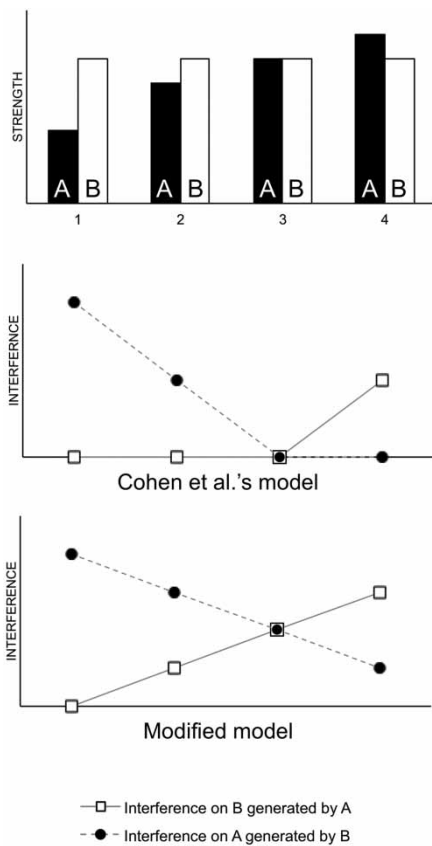 STRENGTH
A B A B A B A B
1 2 3 4
INTERFERNCE
Cohen et al.'s model
INTERFERENCE
Modified model
Interference on B generated by A
Interference on A generated by B